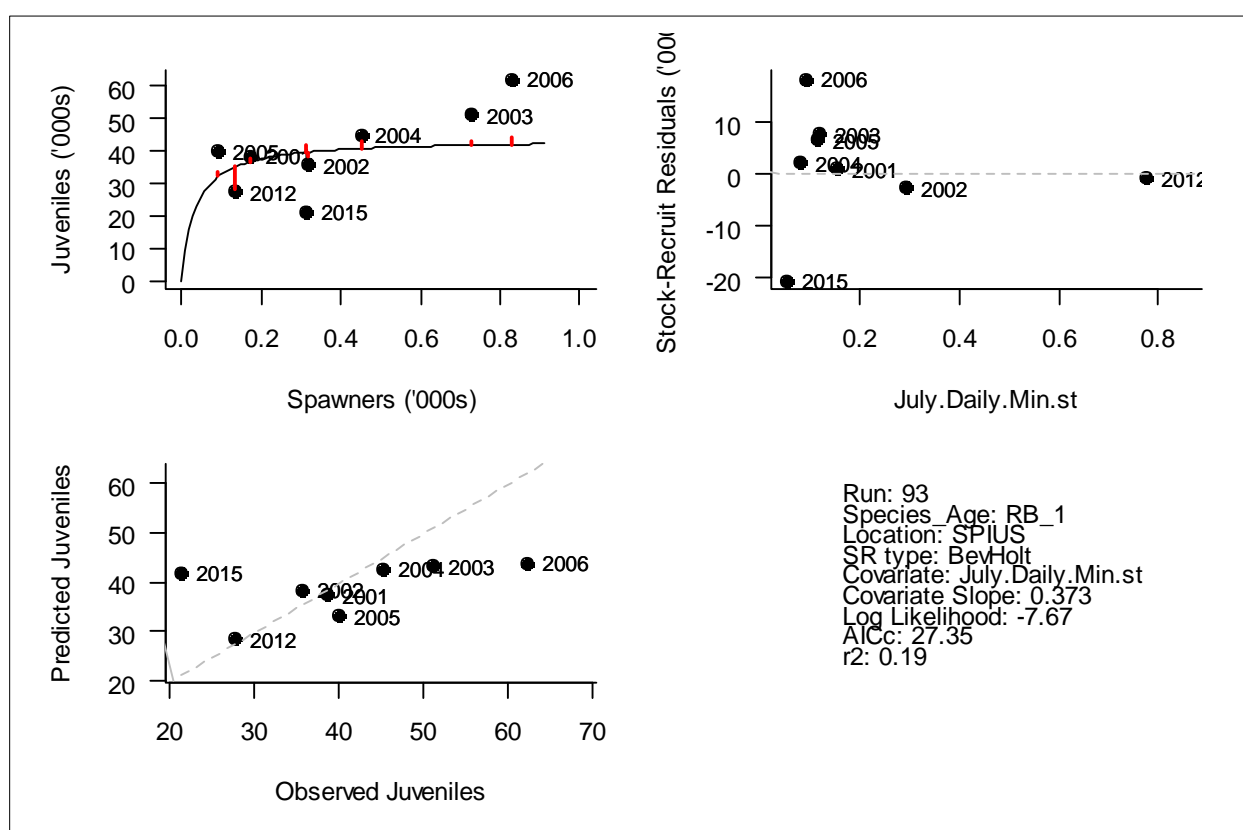 Juveniles ('000s)
60
50
40
30
20
10
0
2006
2003
2004
2005
200
2002
2012
2015
0.0 0.2 0.4 0.6 0.8 1.0
Spawners ('000s)
Stock-Recruit Residuals ('000
10
0
-10
-20
2006
2003
2005
2004
2001
2002
2012
2015
0.2 0.4 0.6 0.8
July.Daily.Min.st
Predicted Juveniles
60
50
40
30
20
2015
2004
2003
2006
2002
2001
2005
2012
20 30 40 50 60 70
Observed Juveniles
Run: 93
Species_Age: RB_1
Location: SPIUS
SR type: BevHolt
Covariate: July.Daily.Min.st
Covariate Slope: 0.373
Log Likelihood: -7.67
AICc: 27.35
r2: 0.19